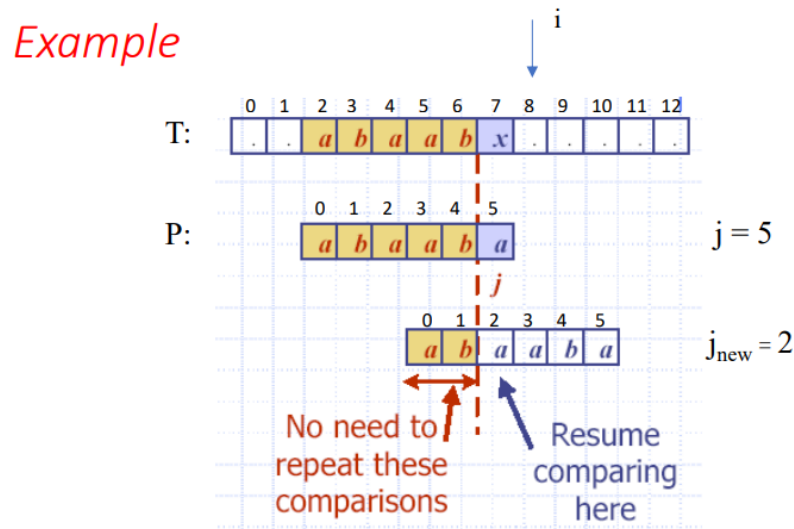 Example
i
0 1 2 3 4 5 6 7 8 9 10 11 12
T: . . a b a a b x . . . . .
0 1 2 3 4 5
P: a b a a b a j = 5
j
0 1 2 3 4 5
a b a a b a jnew = 2
No need to
repeat these
comparisons
Resume
comparing
here